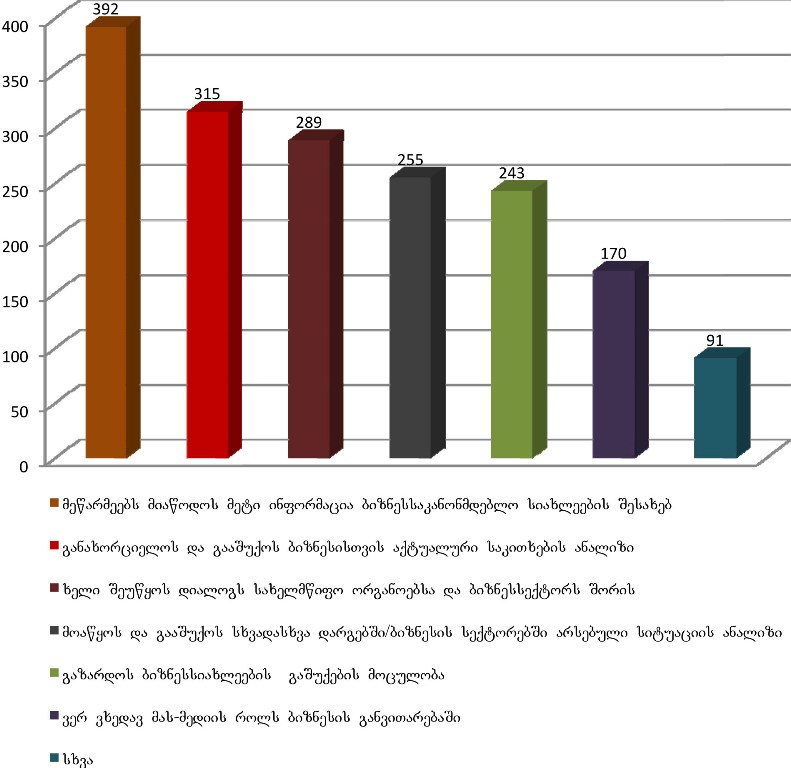 392
400
315
350
289
300
255
243
250
200
170
150
91
100
50
0
მეწარმეებს მიაწოდოს მეტი ინფორმაცია ბიზნესსაკანონმდებლო სიახლეების შესახებ
განახორციელოს და გააშუქოს ბიზნესისთვის აქტუალური საკითხების ანალიზი
ხელი შეუწყოს დიალოგს სახელმწიფო ორგანოებსა და ბიზნესსექტორს შორის
მოაწყოს და გააშუქოს სხვადასხვა დარგებში/ბიზნესის სექტორებში არსებული სიტუაციის ანალიზი
გაზარდოს ბიზნესსიახლეების გაშუქების მოცულობა
ვერ ვხედავ მას-მედიის როლს ბიზნესის განვითარებაში
სხვა